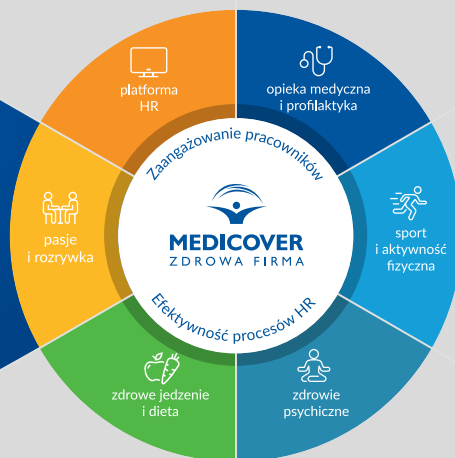 platforma
HR
opieka medyczna
i profilaktyka
Zaangażowanie pracowników
pasje
i rozrywka
MEDICOVER
ZDROWA FIRMA
sport
i aktywność
fizyczna
Efektywność procesów HR
zdrowe jedzenie
i dieta
zdrowie
psychiczne